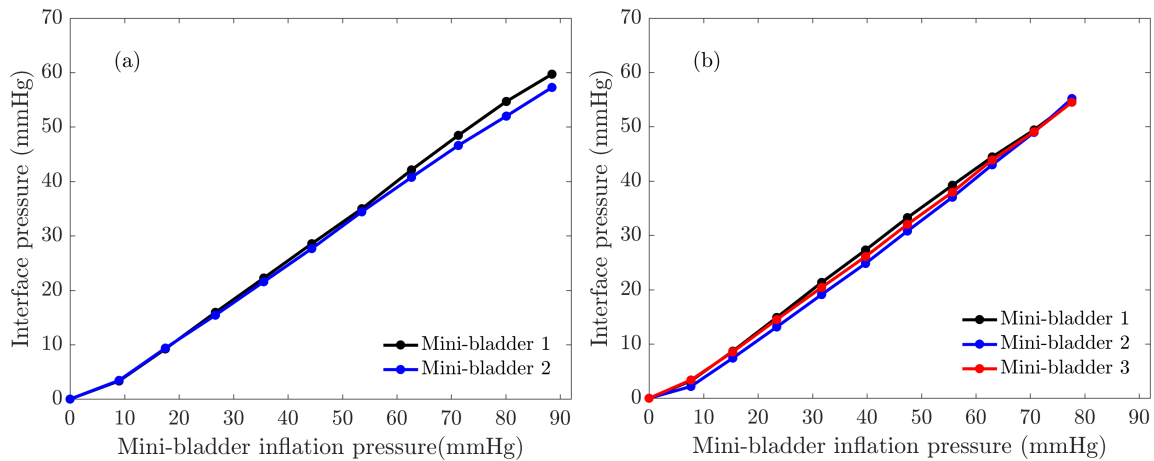 (a)
Interface pressure (mmHg)
70
60
50
40
30
20
10
0
Mini-bladder 1
Mini-bladder 2
0 10 20 30 40 50 60 70 80 90
Mini-bladder inflation pressure(mmHg)
(b)
Interface pressure (mmHg)
70
60
50
40
30
20
10
0
Mini-bladder 1
Mini-bladder 2
Mini-bladder 3
0 10 20 30 40 50 60 70 80 90
Mini-bladder inflation pressure (mmHg)